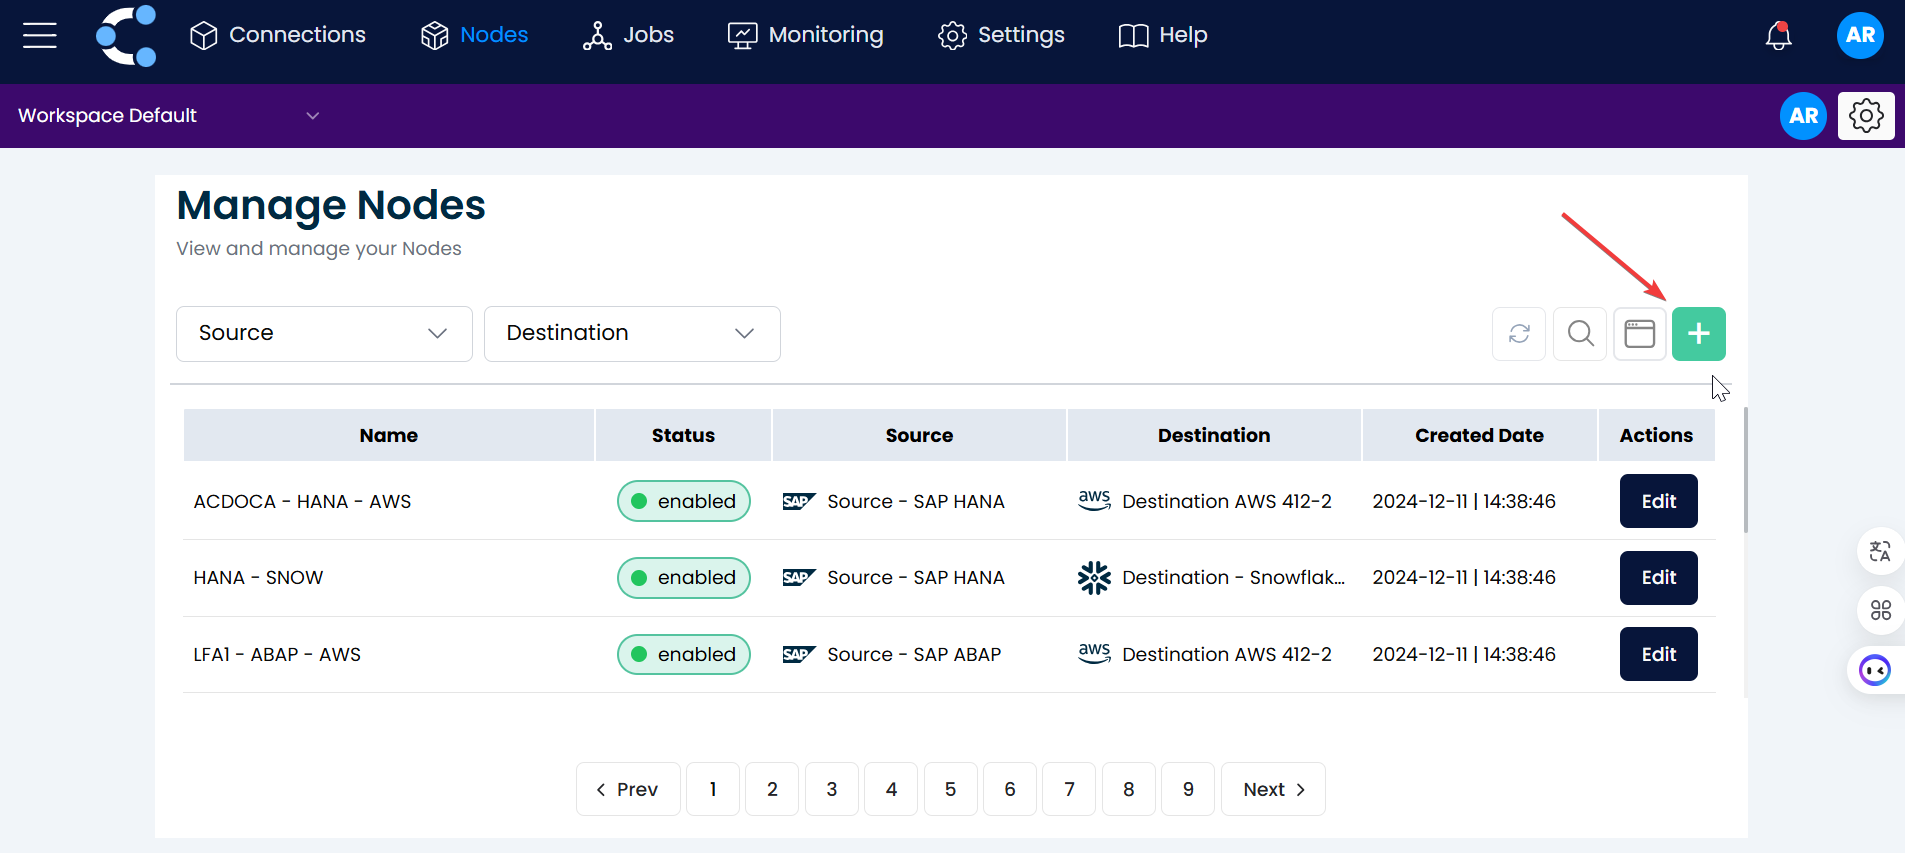 Connections Nodes Jobs Monitoring Settings Help AR
Workspace Default AR
Manage Nodes
View and manage your Nodes
Source Destination
Name Status Source Destination Created Date Actions
ACDOCA - HANA - AWS enabled SAP Source - SAP HANA aws Destination AWS 412-2 2024-12-11 | 14:38:46 Edit
HANA - SNOW enabled SAP Source - SAP HANA Destination - Snowflak... 2024-12-11 | 14:38:46 Edit
LFA1 - ABAP - AWS enabled SAP Source - SAP ABAP aws Destination AWS 412-2 2024-12-11 | 14:38:46 Edit
Prev 1 2 3 4 5 6 7 8 9 Next